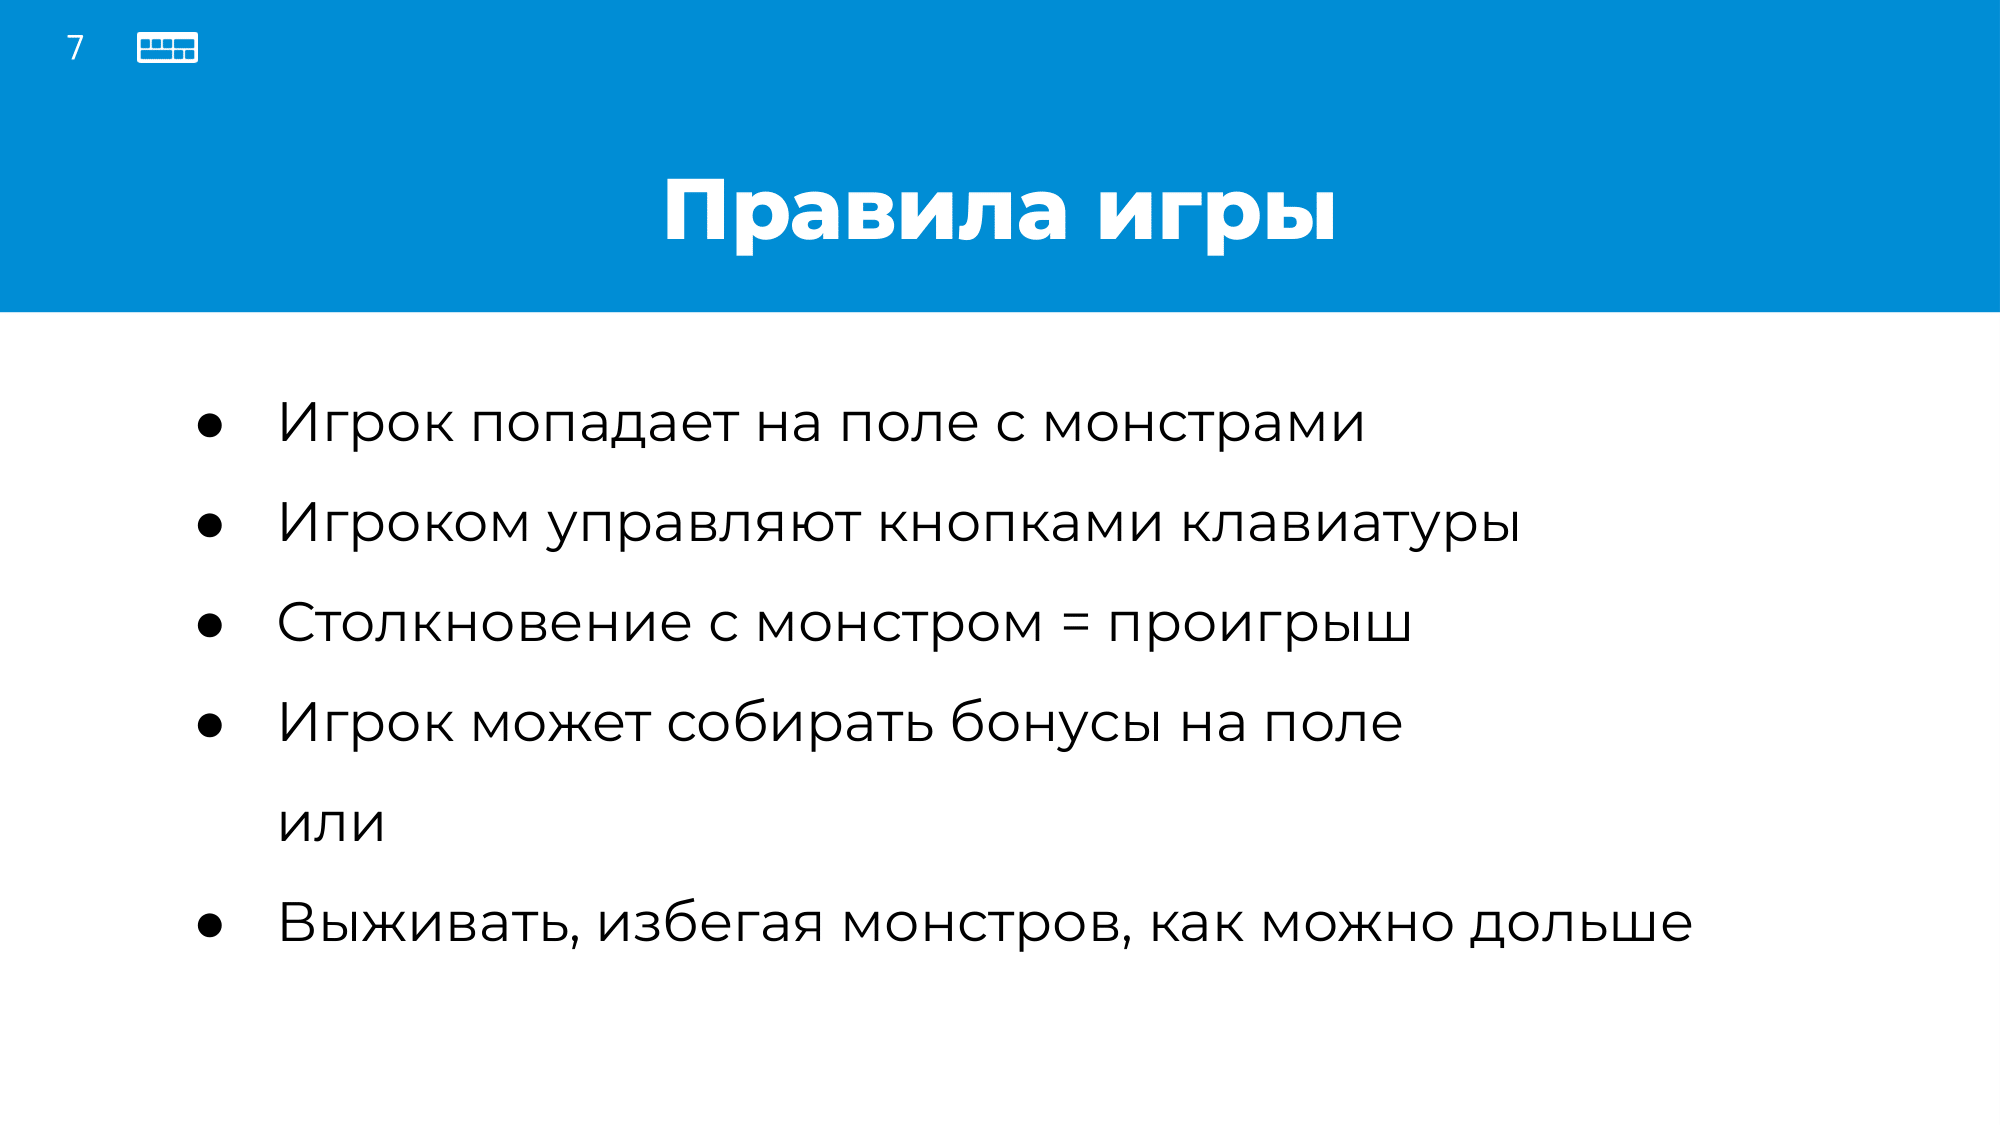 7
Правила игры
● Игрок попадает на поле с монстрами
● Игроком управляют кнопками клавиатуры
● Столкновение с монстром = проигрыш
● Игрок может собирать бонусы на поле
или
● Выживать, избегая монстров, как можно дольше